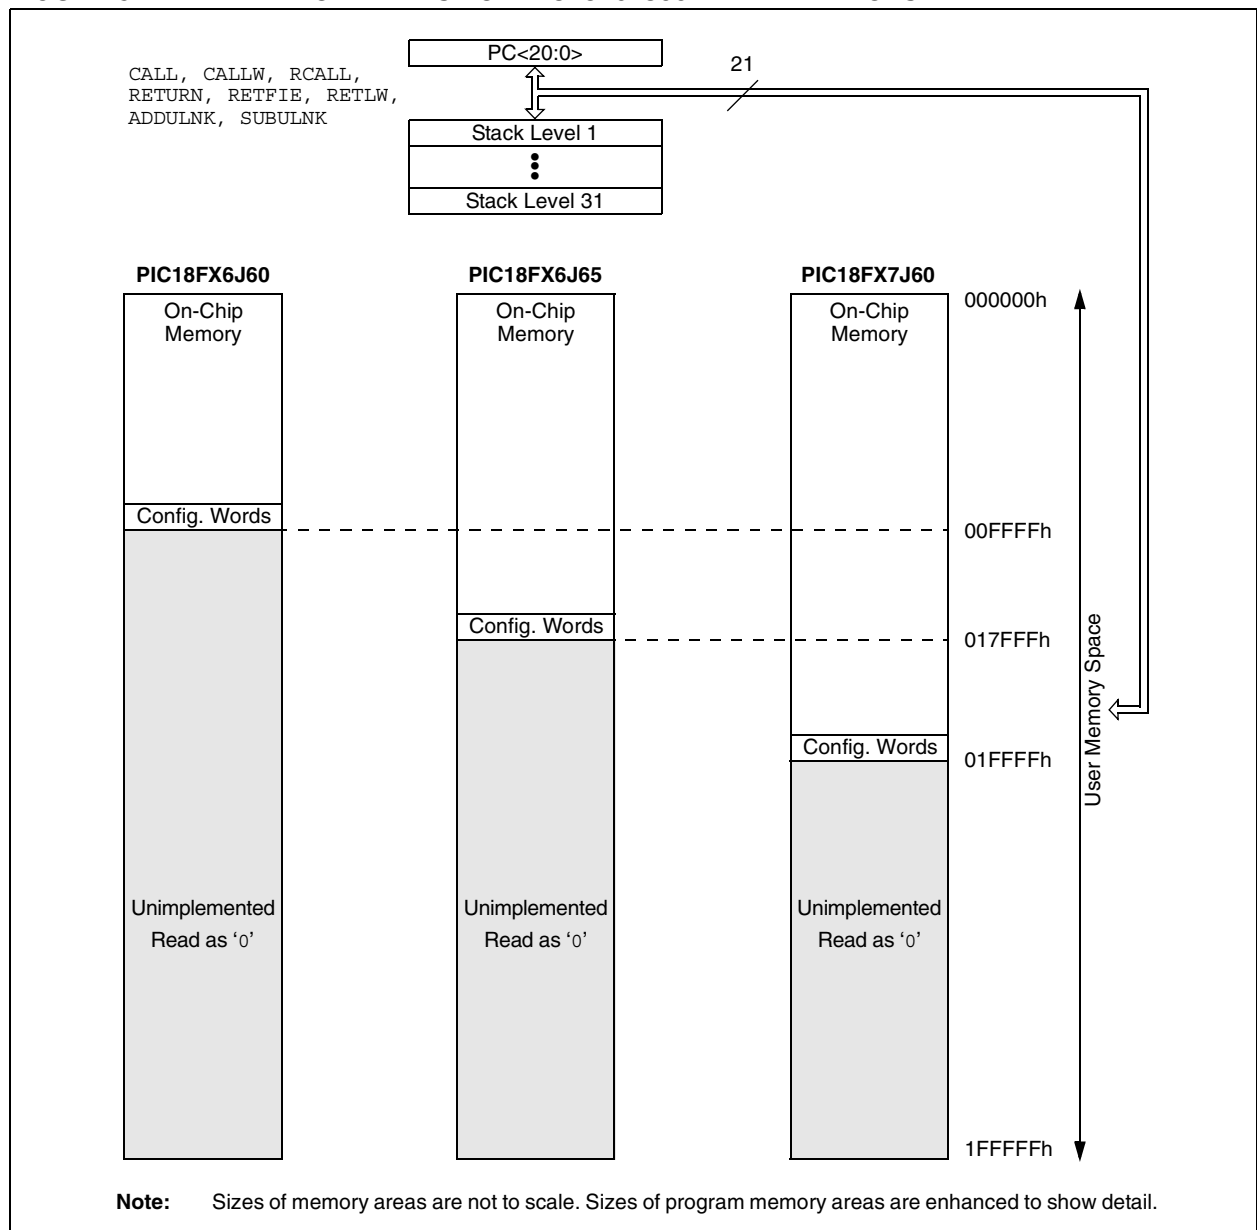 PC<20:0>
21
CALL, CALLW, RCALL,
RETURN, RETFIE, RETLW,
ADDULNK, SUBULNK
Stack Level 1
Stack Level 31
PIC18FX6J60
PIC18FX6J65
PIC18FX7J60
On-Chip
Memory
On-Chip
Memory
On-Chip
Memory
000000h
Config. Words
00FFFFh
Config. Words
017FFFh
Config. Words
01FFFFh
User Memory Space
Unimplemented
Read as ‘0’
Unimplemented
Read as ‘0’
Unimplemented
Read as ‘0’
1FFFFFh
Note: Sizes of memory areas are not to scale. Sizes of program memory areas are enhanced to show detail.